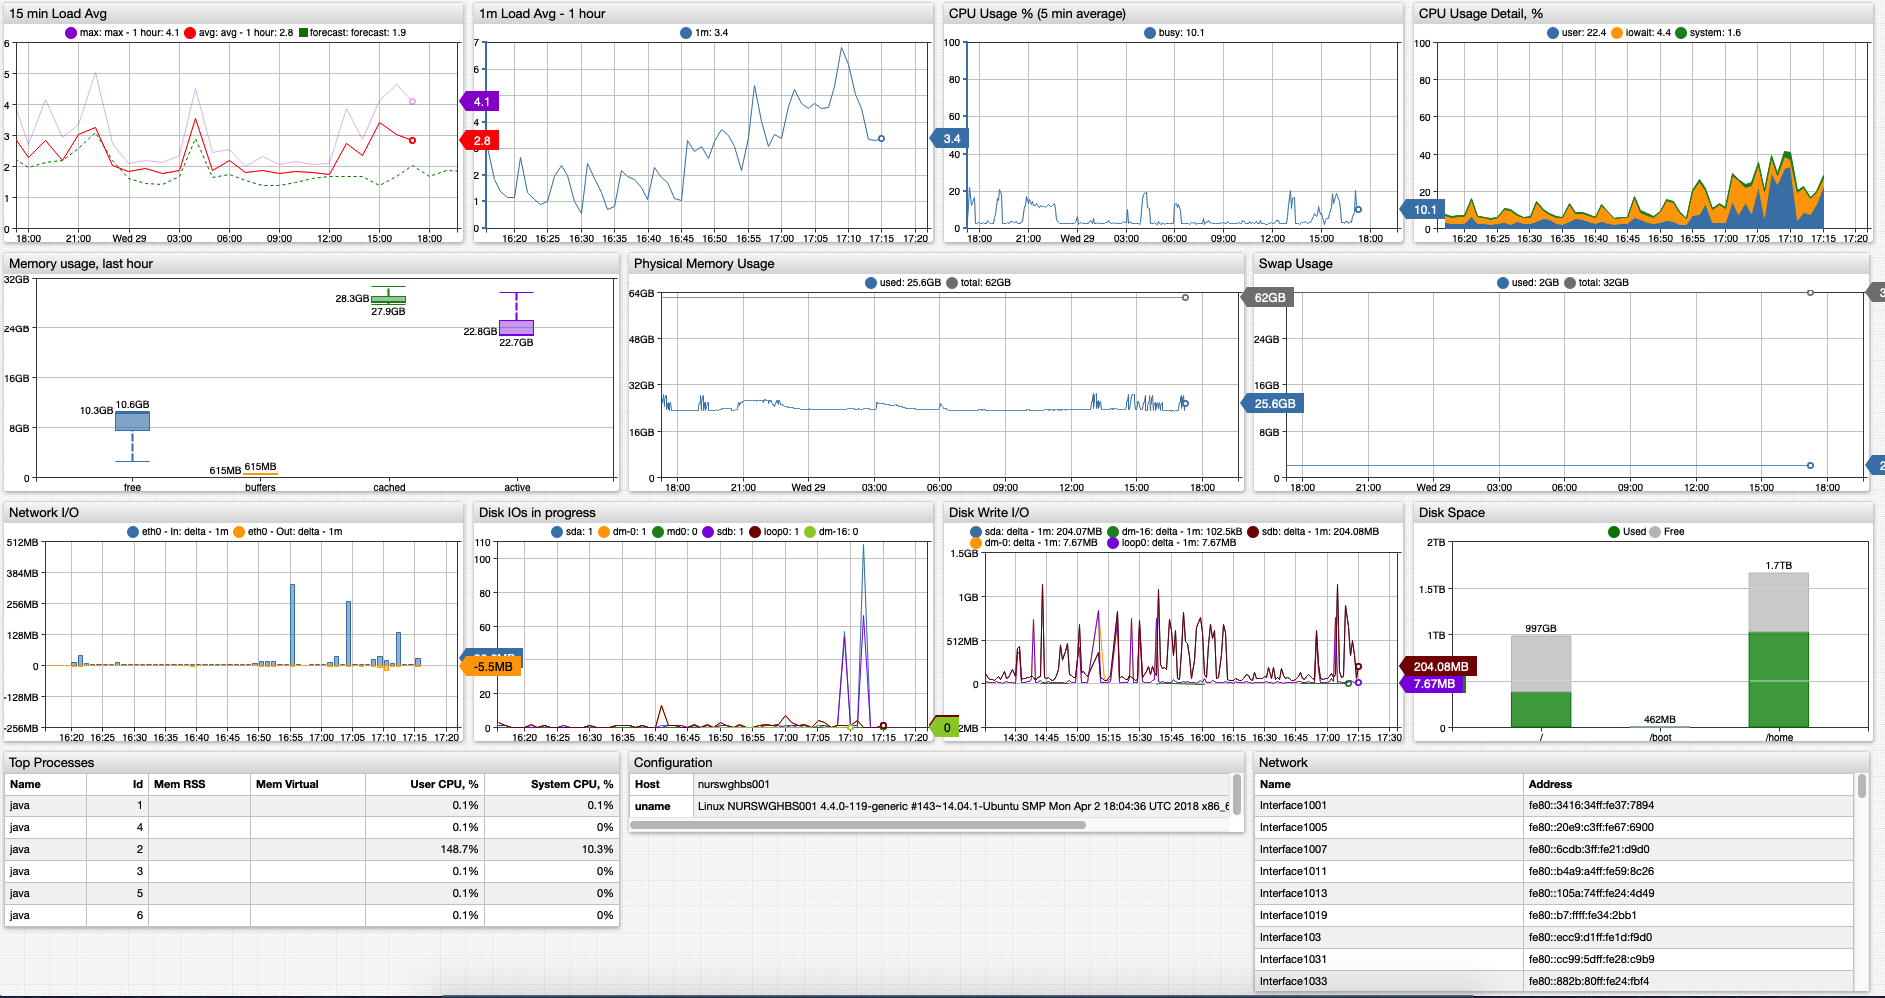 15 min Load Avg
max: max - 1 hour: 4.1 avg: avg - 1 hour: 2.8 forecast: forecast: 1.9
6
5
4
3
2
1
0
18:00 21:00 Wed 29 03:00 06:00 09:00 12:00 15:00 18:00
4.1
2.8
1m Load Avg - 1 hour
1m: 3.4
7
6
4
2
1
0
16:20 16:25 16:30 16:35 16:40 16:45 16:50 16:55 17:00 17:05 17:10 17:15 17:20
3.4
CPU Usage % (5 min average)
busy: 10.1
100
80
60
40
20
0
18:00 21:00 Wed 29 03:00 06:00 09:00 12:00 15:00 18:00
10.1
CPU Usage Detail, %
user: 22.4 iowait: 4.4 system: 1.6
100
80
60
40
20
0
16:20 16:25 16:30 16:35 16:40 16:45 16:50 16:55 17:00 17:05 17:10 17:15 17:20
Memory usage, last hour
32GB
24GB
16GB
8GB
0
10.3GB 10.6GB
615MB 615MB
28.3GB
27.9GB
22.8GB
22.7GB
free buffers cached active
Physical Memory Usage
used: 25.6GB total: 62GB
64GB
48GB
32GB
16GB
0
18:00 21:00 Wed 29 03:00 06:00 09:00 12:00 15:00 18:00
62GB
25.6GB
Swap Usage
used: 2GB total: 32GB
24GB
16GB
8GB
0
18:00 21:00 Wed 29 03:00 06:00 09:00 12:00 15:00 18:00
Network I/O
eth0 - In: delta - 1m eth0 - Out: delta - 1m
512MB
384MB
256MB
128MB
0
-128MB
-256MB
16:20 16:25 16:30 16:35 16:40 16:45 16:50 16:55 17:00 17:05 17:10 17:15 17:20
-5.5MB
Disk IOs in progress
sda: 1 dm-0: 1 md0: 0 sdb: 1 loop0: 1 dm-16: 0
110
80
60
20
0
16:20 16:25 16:30 16:35 16:40 16:45 16:50 16:55 17:00 17:05 17:10 17:15 17:20
0
Disk Write I/O
sda: delta - 1m: 204.07MB dm-16: delta - 1m: 102.5kB sdb: delta - 1m: 204.08MB
dm-0: delta - 1m: 7.67MB loop0: delta - 1m: 7.67MB
1.5GB
1GB
512MB
0
14:30 14:45 15:00 15:15 15:30 15:45 16:00 16:15 16:30 16:45 17:00 17:15 17:30
204.08MB
7.67MB
Disk Space
Used Free
2TB
1.5TB
1TB
0
997GB
462MB
1.7TB
/ /boot /home
Top Processes
Name Id Mem RSS Mem Virtual User CPU, % System CPU, %
java 1 0.1% 0.1%
java 4 0.1% 0%
java 2 148.7% 10.3%
java 3 0.1% 0%
java 5 0.1% 0%
java 6 0.1% 0%
Configuration
Host nurswghbs001
uname Linux NURSWGHBS001 4.4.0-119-generic #143~14.04.1-Ubuntu SMP Mon Apr 2 18:04:36 UTC 2018 x86_6
Network
Name Address
Interface1001 fe80::3416:34ff:fe37:7894
Interface1005 fe80::20e9:c3ff:fe67:6900
Interface1007 fe80::6cdb:3ff:fe21:d9d0
Interface1011 fe80::b4a9:a4ff:fe59:8c26
Interface1013 fe80::105a:74ff:fe24:4d49
Interface1019 fe80::b7:ffff:fe34:2bb1
Interface103 fe80::ecc9:d1ff:fe1d:f9d0
Interface1031 fe80::cc99:5dff:fe28:c9b9
Interface1033 fe80::882b:80ff:fe24:fbf4